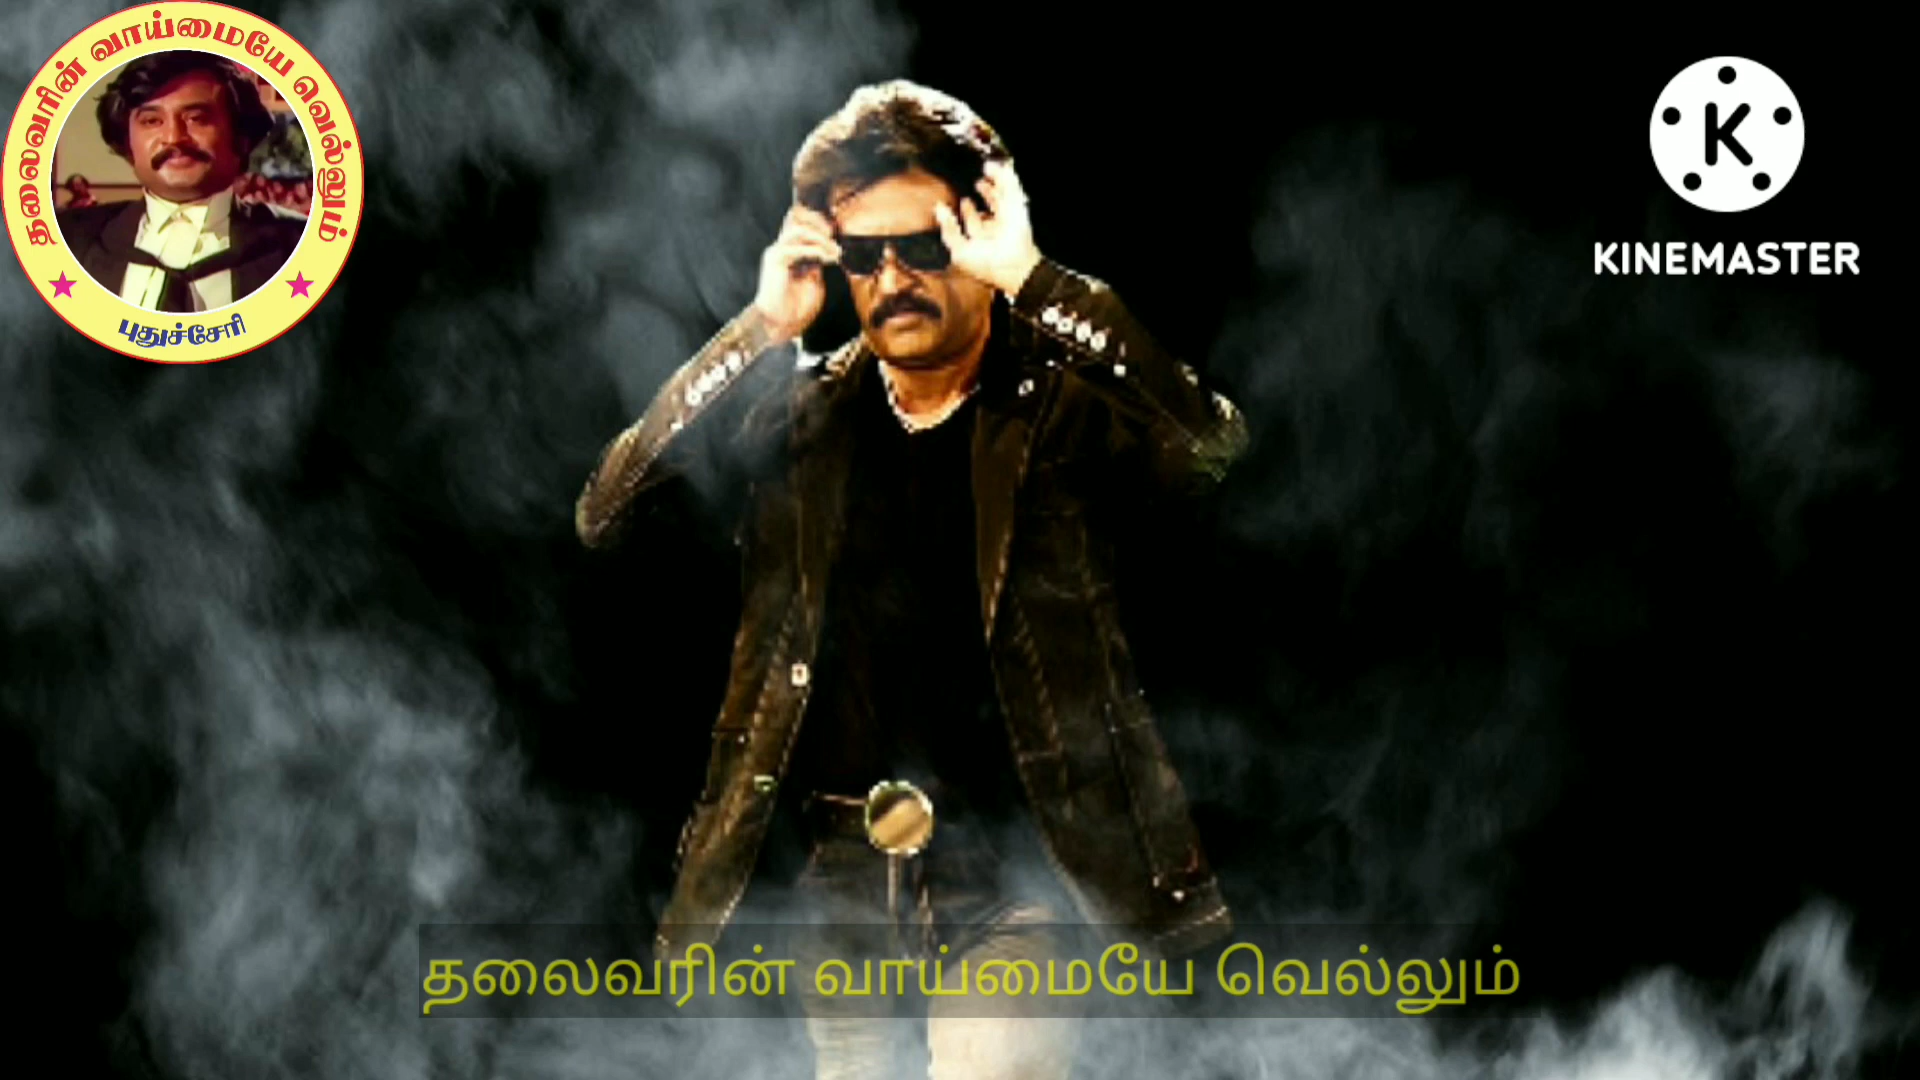 தலைவரின் வாய்மையே வெல்லும்
புதுச்சேரி
K
KINEMASTER
தலைவரின் வாய்மையே வெல்லும்